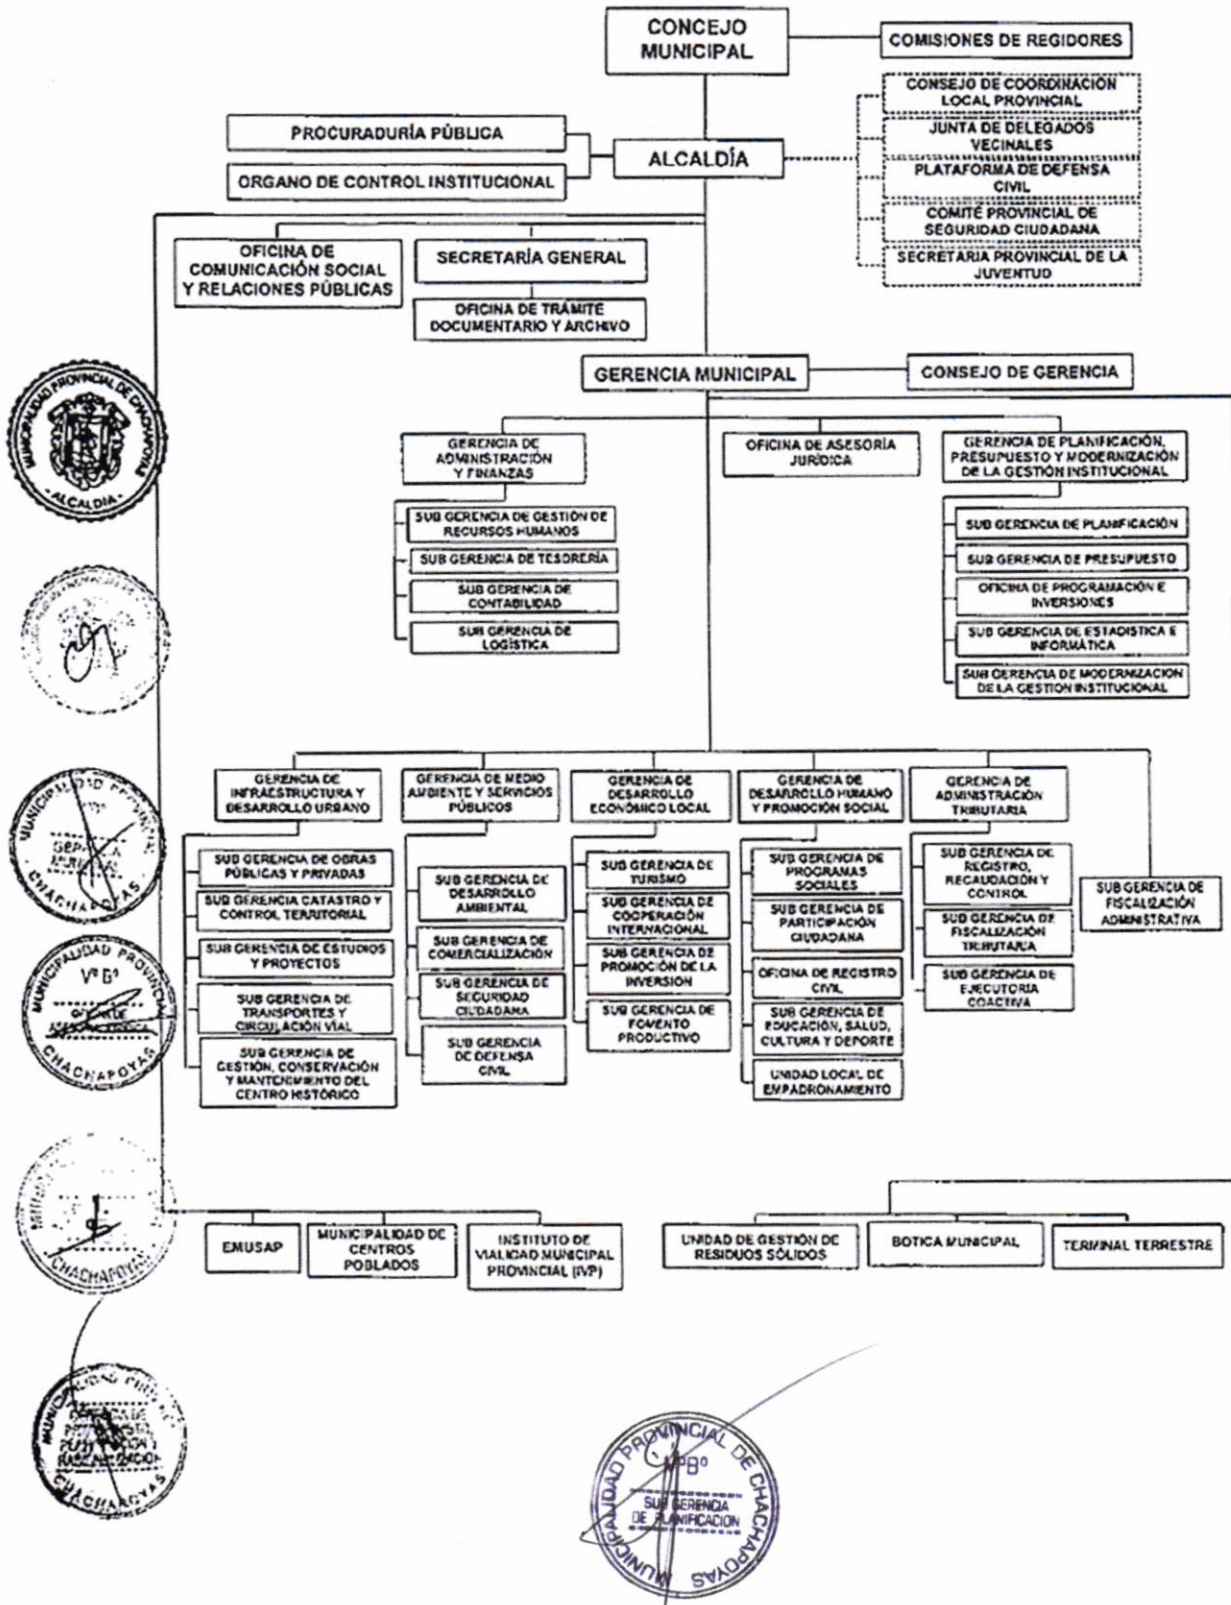 CONCEJO
MUNICIPAL
COMISIONES DE REGIDORES
CONSEJO DE COORDINACIÓN
LOCAL PROVINCIAL
JUNTA DE DELEGADOS
VECINALES
PLATAFORMA DE DEFENSA
CIVIL
COMITÉ PROVINCIAL DE
SEGURIDAD CIUDADANA
SECRETARIA PROVINCIAL DE LA
JUVENTUD
PROCURADURÍA PÚBLICA
ORGANO DE CONTROL INSTITUCIONAL
ALCALDÍA
OFICINA DE
COMUNICACIÓN SOCIAL
Y RELACIONES PÚBLICAS
SECRETARÍA GENERAL
OFICINA DE TRÁMITE
DOCUMENTARIO Y ARCHIVO
GERENCIA MUNICIPAL
CONSEJO DE GERENCIA
GERENCIA DE
ADMINISTRACIÓN
Y FINANZAS
OFICINA DE ASESORÍA
JURÍDICA
GERENCIA DE PLANIFICACIÓN,
PRESUPUESTO Y MODERNIZACIÓN
DE LA GESTIÓN INSTITUCIONAL
SUB GERENCIA DE GESTIÓN DE
RECURSOS HUMANOS
SUB GERENCIA DE TESORERÍA
SUB GERENCIA DE
CONTABILIDAD
SUB GERENCIA DE
LOGÍSTICA
SUB GERENCIA DE PLANIFICACIÓN
SUB GERENCIA DE PRESUPUESTO
OFICINA DE PROGRAMACIÓN E
INVERSIONES
SUB GERENCIA DE ESTADISTICA E
INFORMÁTICA
SUB GERENCIA DE MODERNIZACION
DE LA GESTION INSTITUCIONAL
GERENCIA DE
INFRAESTRUCTURA Y
DESARROLLO URBANO
SUB GERENCIA DE OBRAS
PÚBLICAS Y PRIVADAS
SUB GERENCIA CATASTRO Y
CONTROL TERRITORIAL
SUB GERENCIA DE ESTUDIOS
Y PROYECTOS
SUB GERENCIA DE
TRANSPORTES Y
CIRCULACIÓN VIAL
SUB GERENCIA DE
GESTIÓN, CONSERVACIÓN
Y MANTENIMIENTO DEL
CENTRO HISTÓRICO
GERENCIA DE MEDIO
AMBIENTE Y SERVICIOS
PÚBLICOS
SUB GERENCIA DE
DESARROLLO
AMBIENTAL
SUB GERENCIA DE
COMERCIALIZACIÓN
SUB GERENCIA DE
SEGURIDAD
CIUDADANA
SUB GERENCIA
DE DEFENSA
CIVIL
GERENCIA DE
DESARROLLO
ECONÓMICO LOCAL
SUB GERENCIA DE
TURISMO
SUB GERENCIA DE
COOPERACIÓN
INTERNACIONAL
SUB GERENCIA DE
PROMOCIÓN DE LA
INVERSION
SUB GERENCIA DE
FOMENTO
PRODUCTIVO
GERENCIA DE
DESARROLLO HUMANO
Y PROMOCIÓN SOCIAL
SUB GERENCIA DE
PROGRAMAS
SOCIALES
SUB GERENCIA DE
PARTICIPACIÓN
CIUDADANA
OFICINA DE REGISTRO
CIVIL
SUB GERENCIA DE
EDUCACIÓN, SALUD,
CULTURA Y DEPORTE
UNIDAD LOCAL DE
EMPADRONAMIENTO
GERENCIA DE
ADMINISTRACIÓN
TRIBUTARIA
SUB GERENCIA DE
REGISTRO,
RECAUDACIÓN Y
CONTROL
SUB GERENCIA DE
FISCALIZACIÓN
TRIBUTARIA
SUB GERENCIA DE
EJECUTORIA
COACTIVA
SUB GERENCIA DE
FISCALIZACIÓN
ADMINISTRATIVA
EMUSAP
MUNICIPALIDAD DE
CENTROS
POBLADOS
INSTITUTO DE
VIALIDAD MUNICIPAL
PROVINCIAL (IVP)
UNIDAD DE GESTIÓN DE
RESIDUOS SÓLIDOS
BOTICA MUNICIPAL
TERMINAL TERRESTRE
MUNICIPALIDAD PROVINCIAL DE CHACHAPOYAS
- ALCALDIA -
MUNICIPALIDAD PROVINCIAL
GERENCIA
MUNICIPAL
CHACHAPOYAS
MUNICIPALIDAD PROVINCIAL
VºBº
CHACHAPOYAS
CHACHAPOYAS
CHACHAPOYAS
MUNICIPALIDAD PROVINCIAL DE CHACHAPOYAS
VºBº
SUB GERENCIA
DE PLANIFICACION